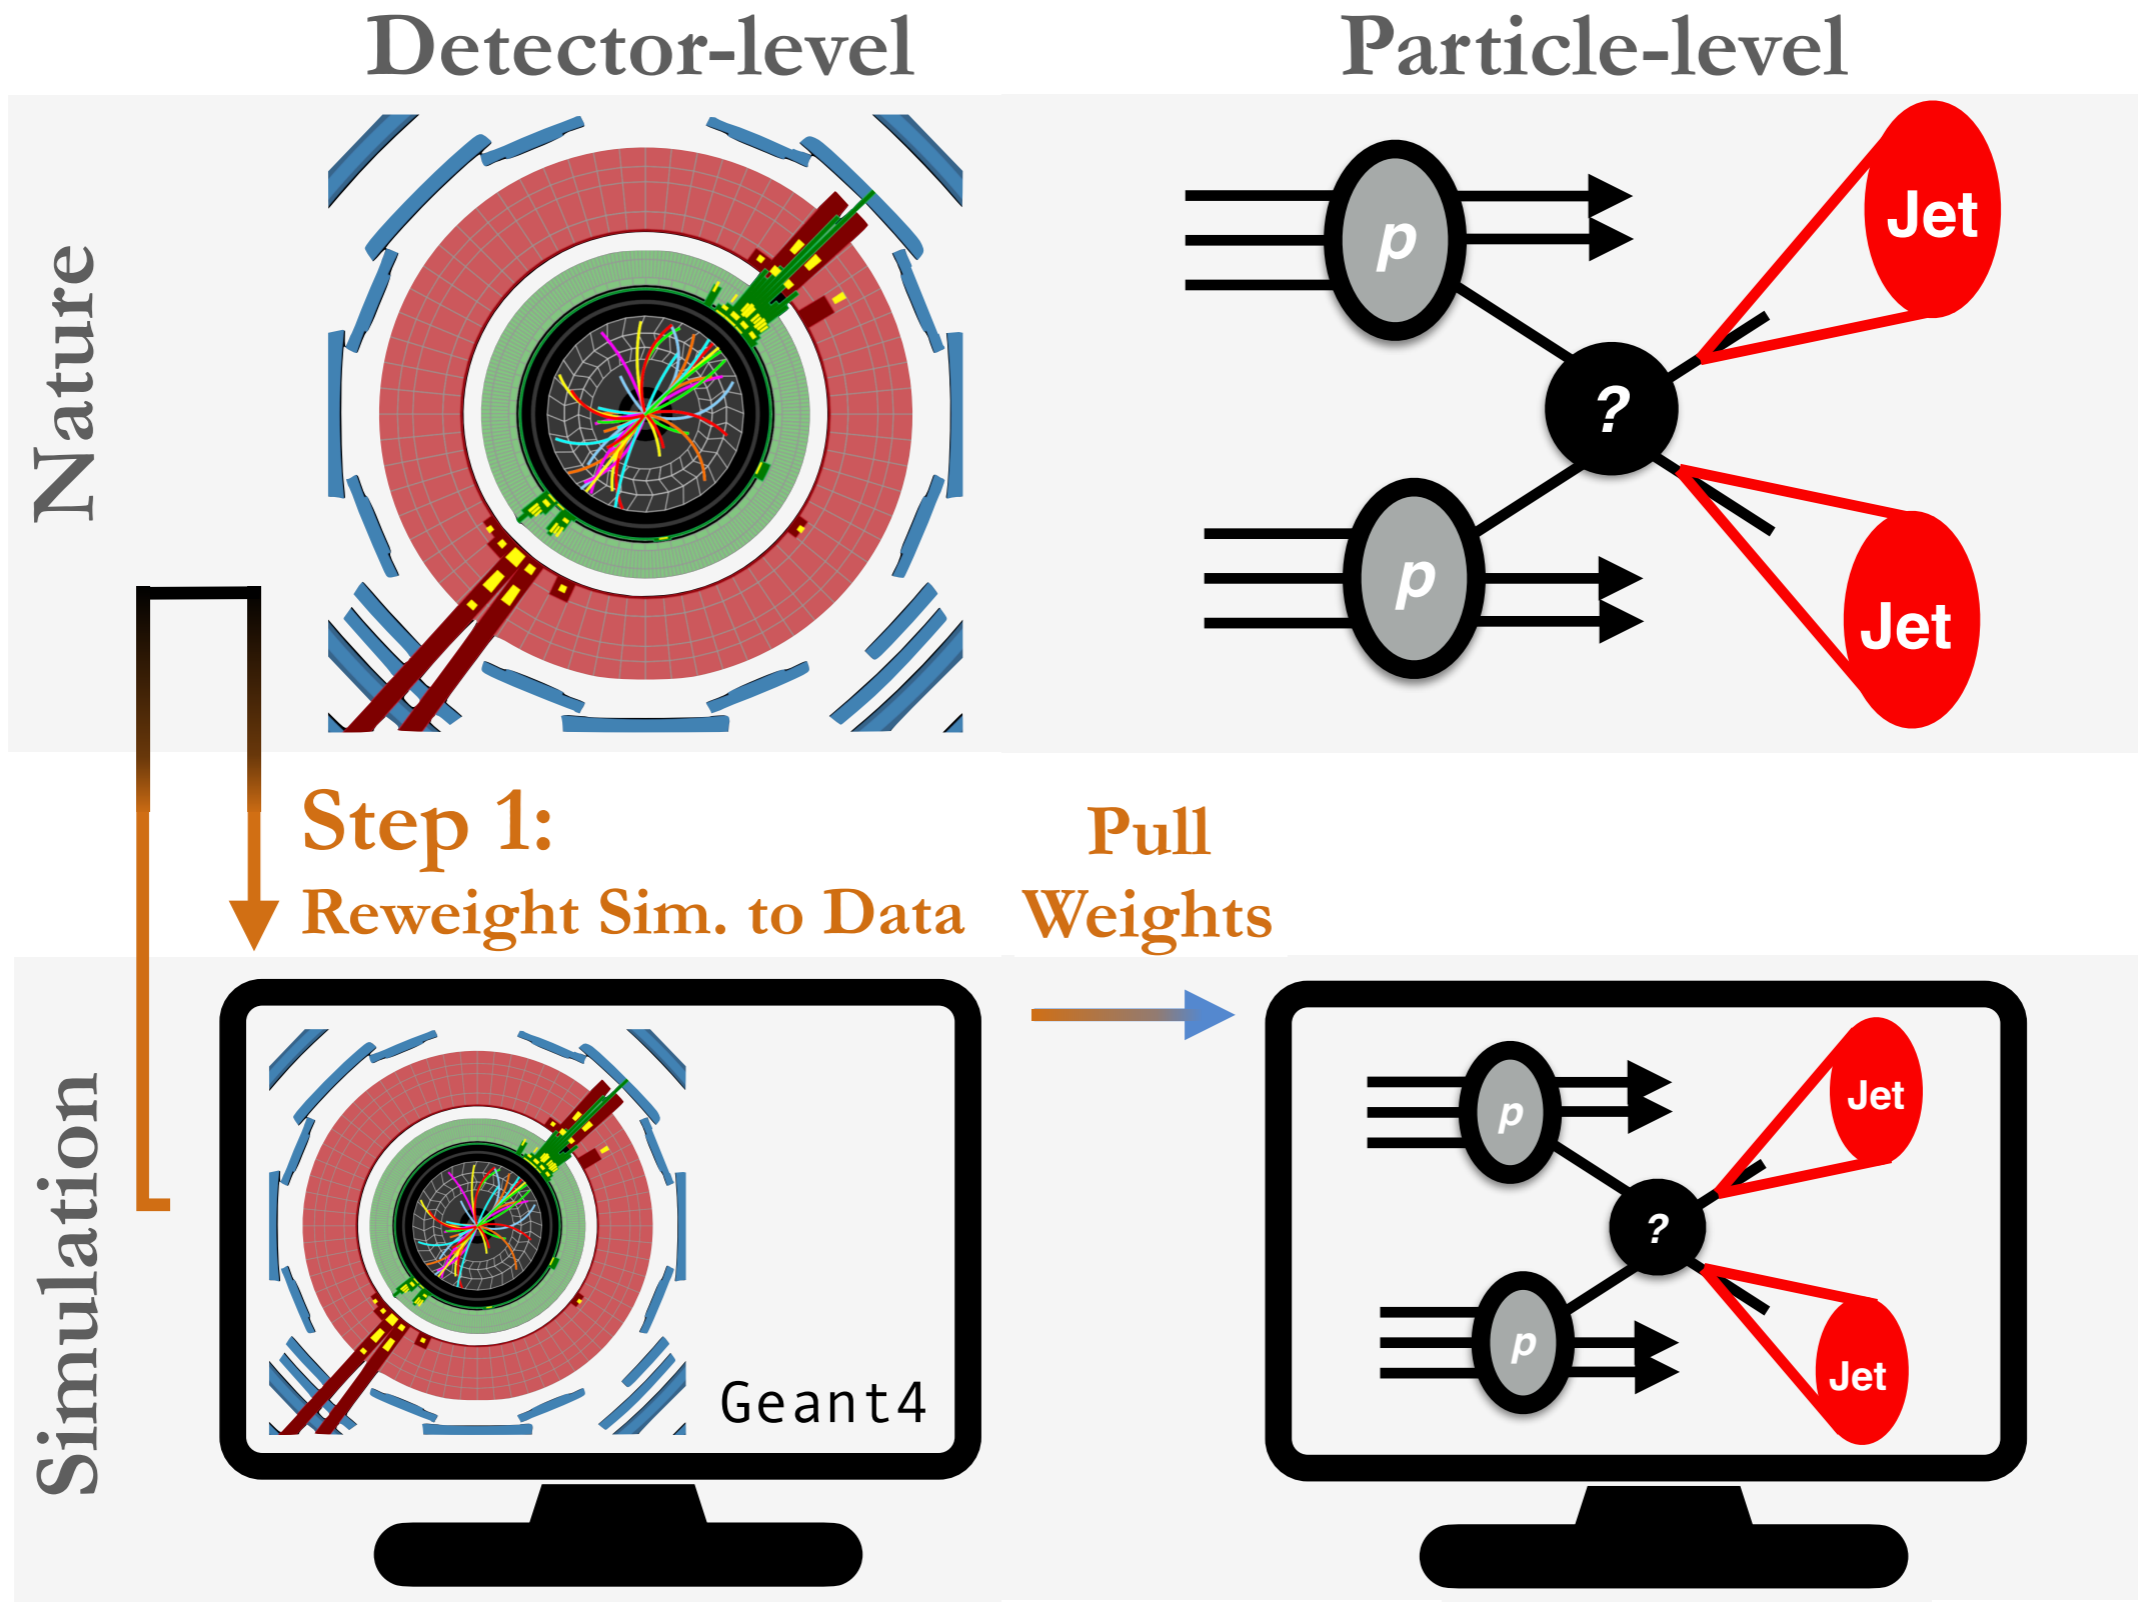 Detector-level
Particle-level
Nature
p
Jet
?
p
Jet
Step 1:
Reweight Sim. to Data
Pull
Weights
Simulation
Geant4
p
Jet
?
p
Jet